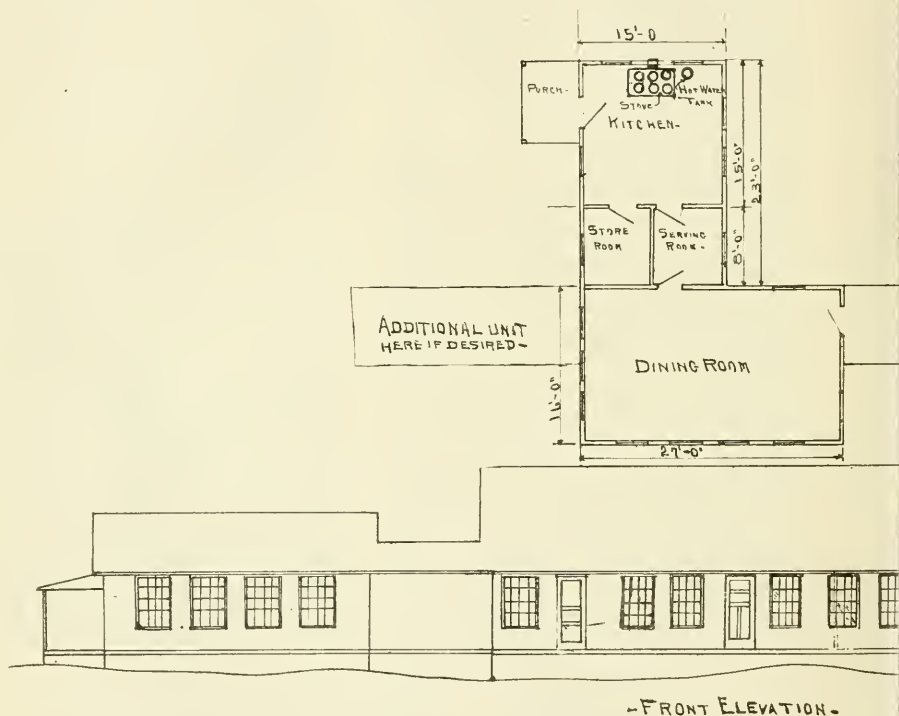 15'-0
PORCH-
STOVE
HOT WATER
TANK
KITCHEN-
15'-0"
23'-0"
STORE
ROOM
SERVING
ROOM-
8'-0"
ADDITIONAL UNIT
HERE IF DESIRED-
DINING ROOM
16'-0"
27'-0"
-FRONT ELEVATION-